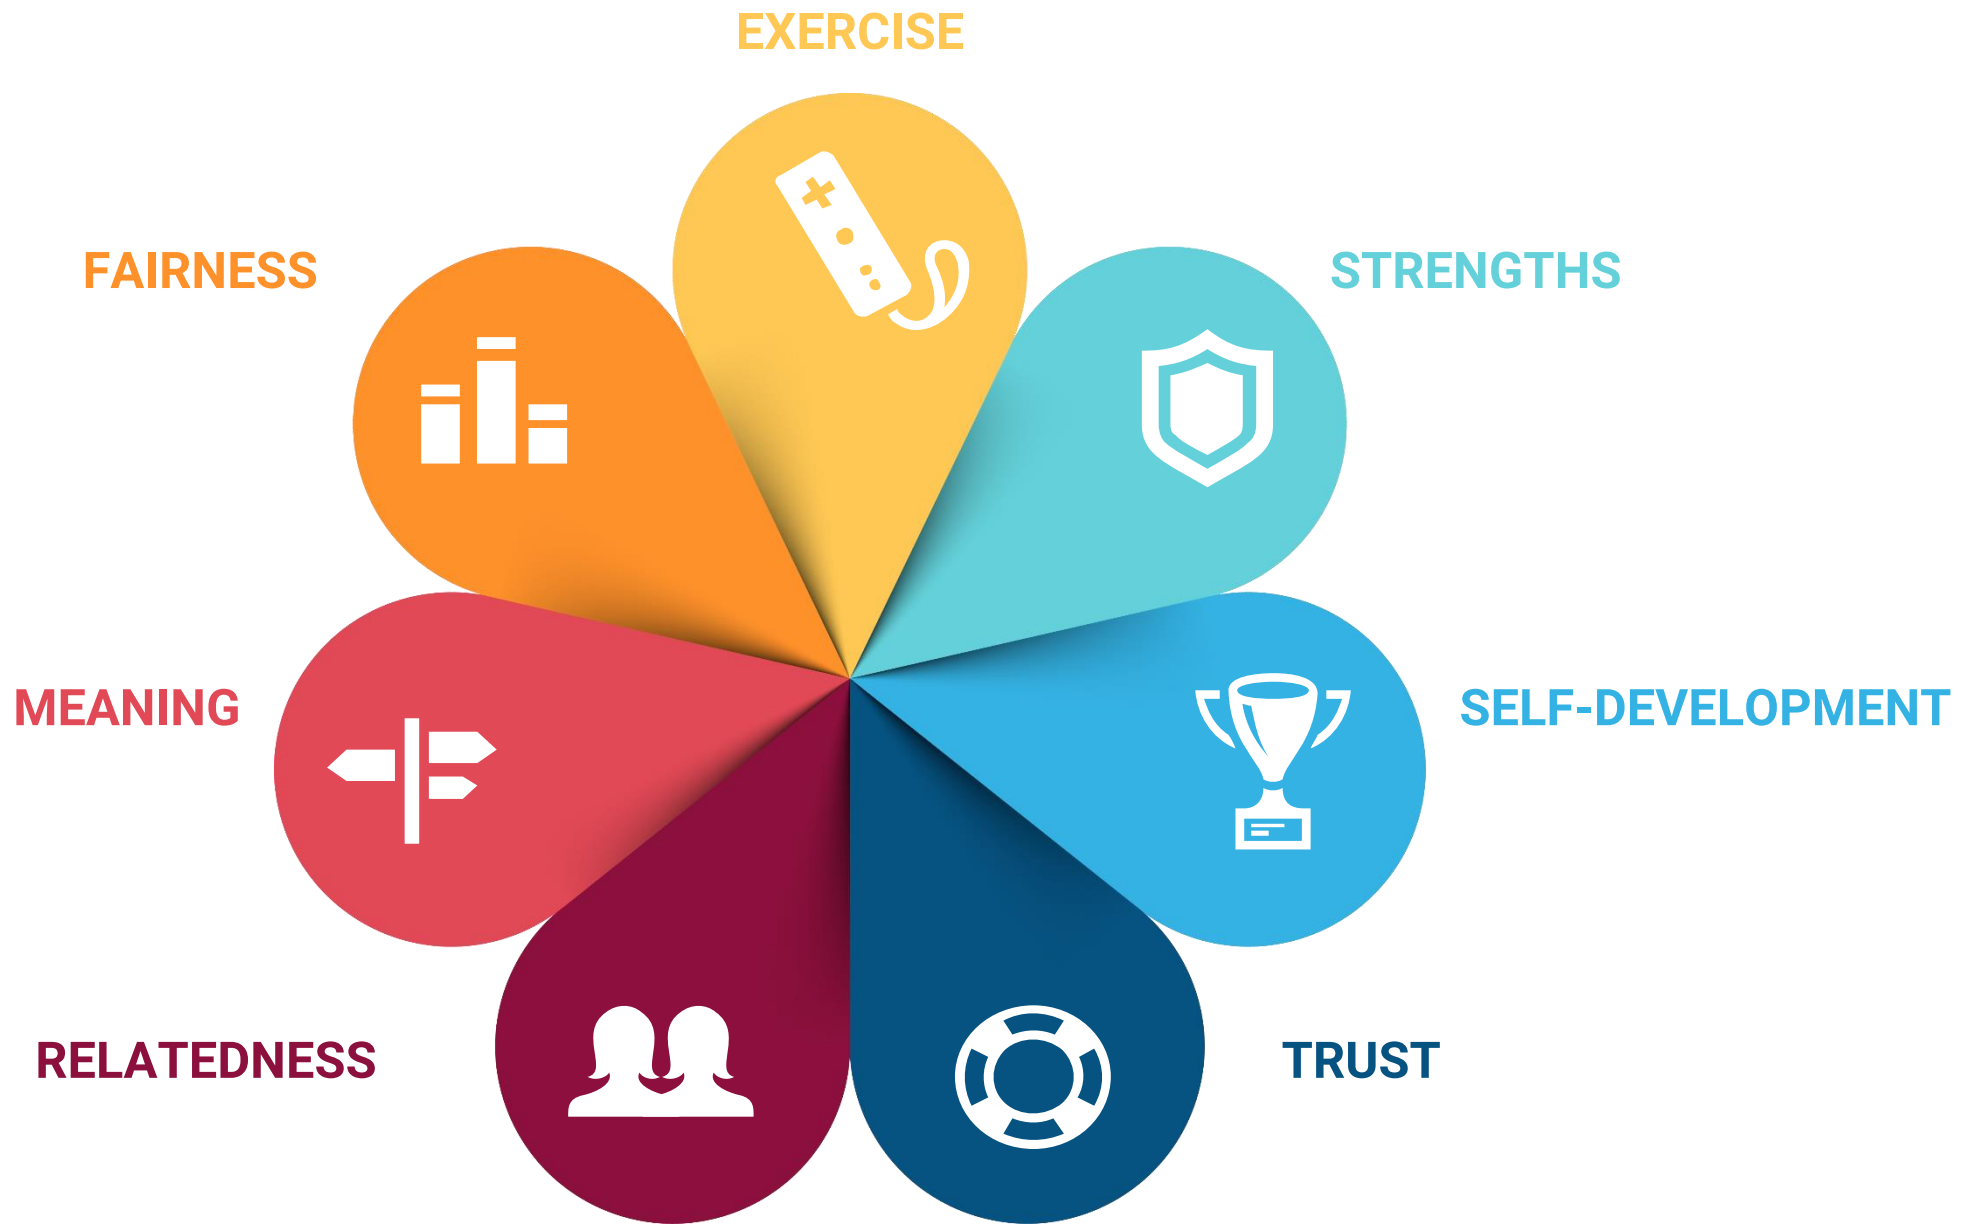 EXERCISE
FAIRNESS
STRENGTHS
MEANING
SELF-DEVELOPMENT
RELATEDNESS
TRUST